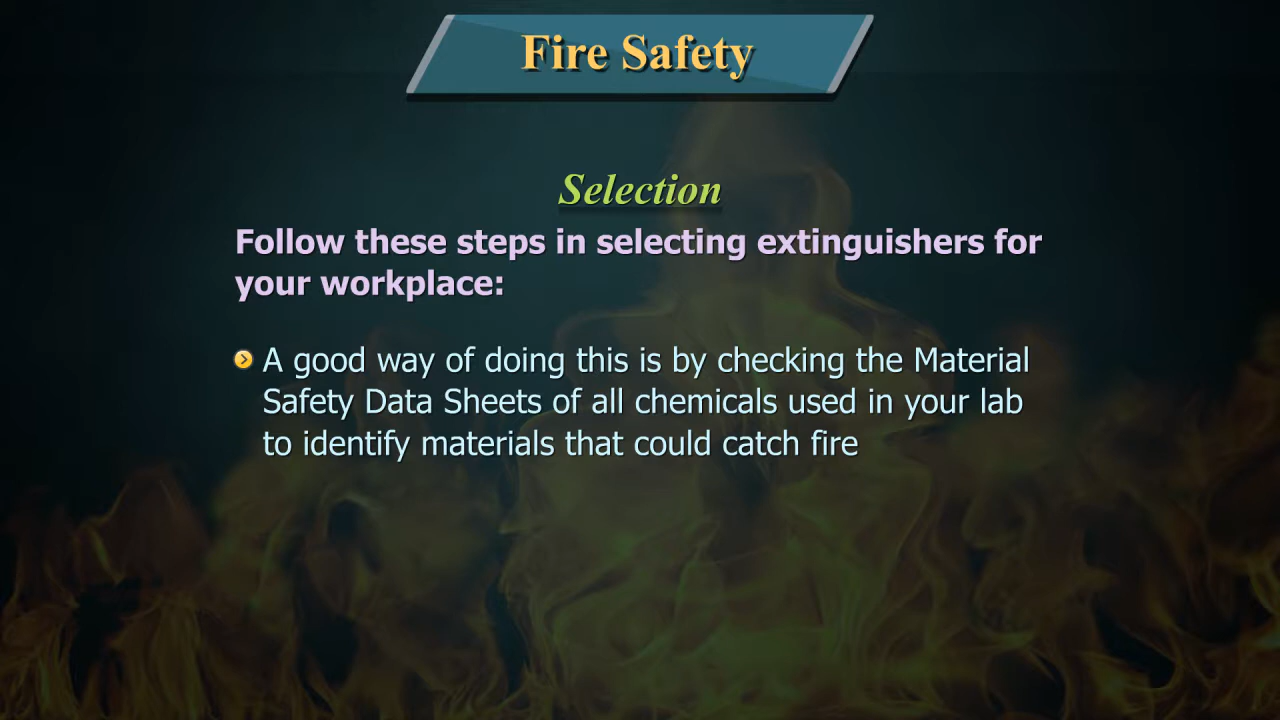 Fire Safety
Selection
Follow these steps in selecting extinguishers for
your workplace:
A good way of doing this is by checking the Material
Safety Data Sheets of all chemicals used in your lab
to identify materials that could catch fire